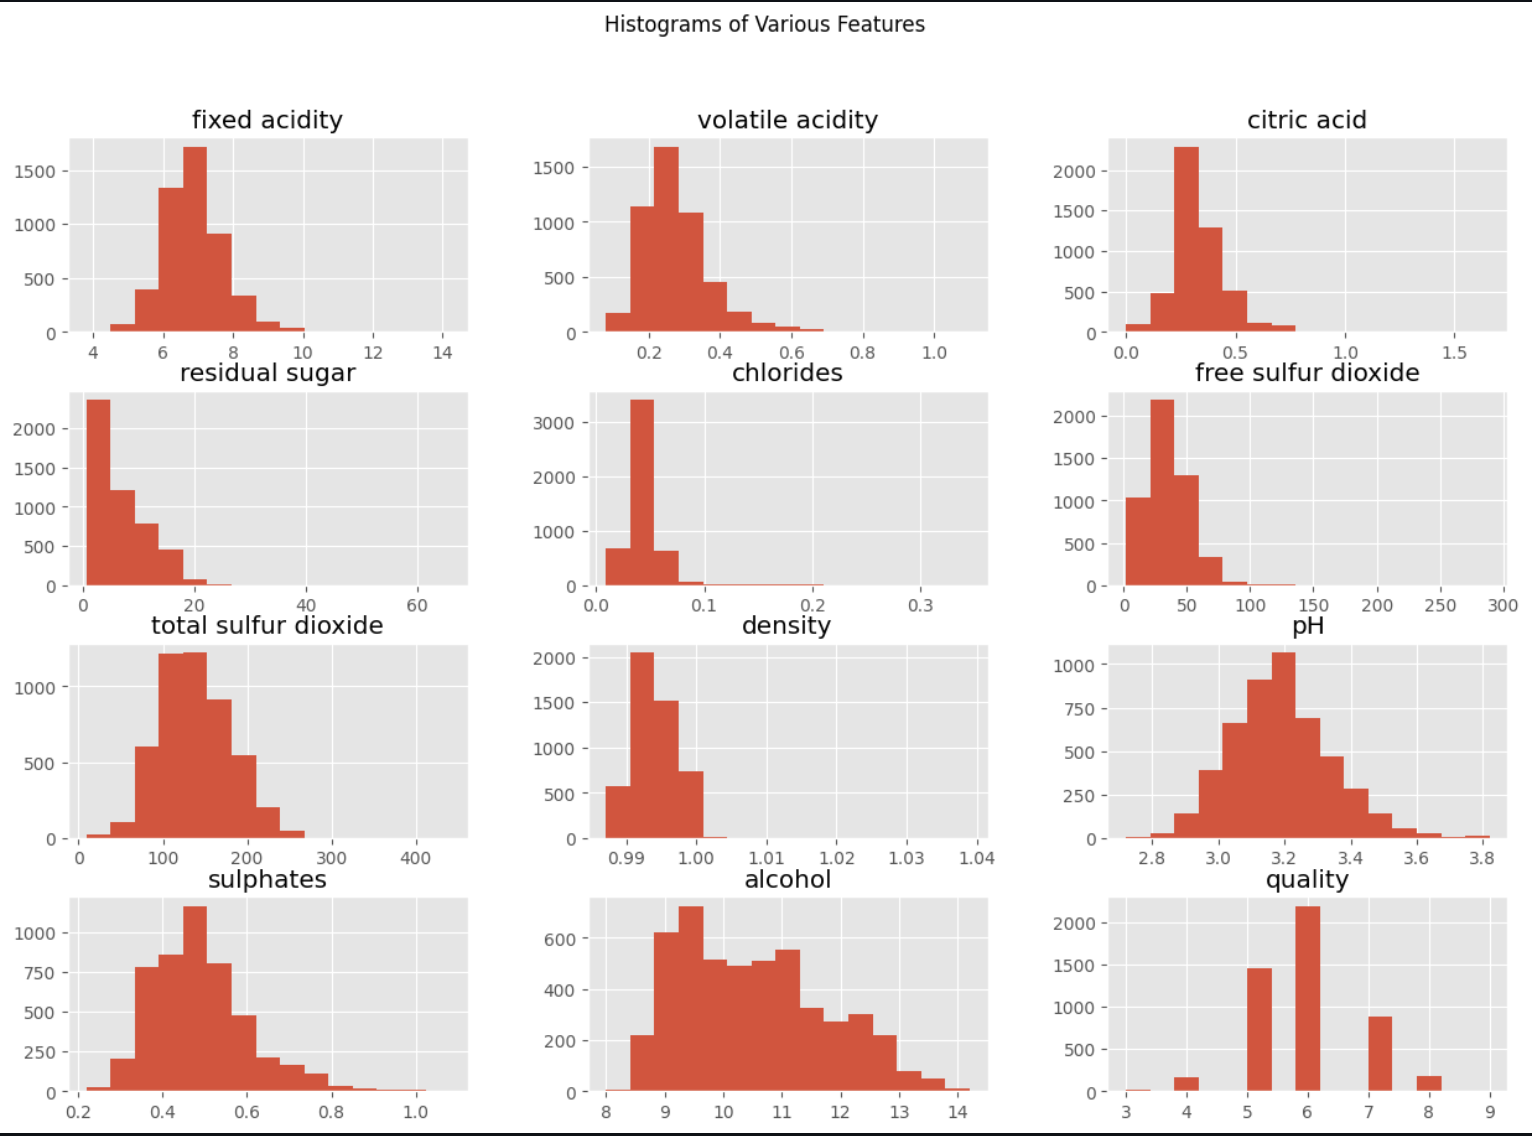 Histograms of Various Features
fixed acidity
1500
1000
500
0
4 6 8 10 12 14
volatile acidity
1500
1000
500
0
0.2 0.4 0.6 0.8 1.0
citric acid
2000
1500
1000
500
0
0.0 0.5 1.0 1.5
residual sugar
2000
1500
1000
500
0
0 20 40 60
chlorides
3000
2000
1000
0
0.0 0.1 0.2 0.3
free sulfur dioxide
2000
1500
1000
500
0
0 50 100 150 200 250 300
total sulfur dioxide
1000
500
0
0 100 200 300 400
density
2000
1500
1000
500
0
0.99 1.00 1.01 1.02 1.03 1.04
pH
1000
750
500
250
0
2.8 3.0 3.2 3.4 3.6 3.8
sulphates
1000
750
500
250
0
0.2 0.4 0.6 0.8 1.0
alcohol
600
400
200
0
8 9 10 11 12 13 14
quality
2000
1500
1000
500
0
3 4 5 6 7 8 9